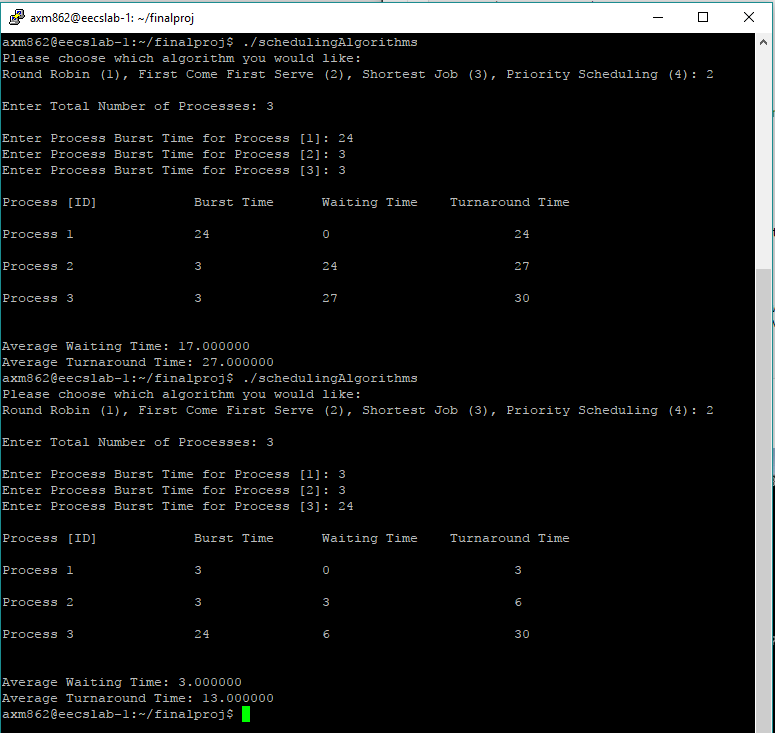 axm862@eecslab-1: ~/finalproj
axm862@eecslab-1:~/finalproj$ ./schedulingAlgorithms
Please choose which algorithm you would like:
Round Robin (1), First Come First Serve (2), Shortest Job (3), Priority Scheduling (4): 2
Enter Total Number of Processes: 3
Enter Process Burst Time for Process [1]: 24
Enter Process Burst Time for Process [2]: 3
Enter Process Burst Time for Process [3]: 3
Process [ID] Burst Time Waiting Time Turnaround Time
Process 1 24 0 24
Process 2 3 24 27
Process 3 3 27 30
Average Waiting Time: 17.000000
Average Turnaround Time: 27.000000
axm862@eecslab-1:~/finalproj$ ./schedulingAlgorithms
Please choose which algorithm you would like:
Round Robin (1), First Come First Serve (2), Shortest Job (3), Priority Scheduling (4): 2
Enter Total Number of Processes: 3
Enter Process Burst Time for Process [1]: 3
Enter Process Burst Time for Process [2]: 3
Enter Process Burst Time for Process [3]: 24
Process [ID] Burst Time Waiting Time Turnaround Time
Process 1 3 0 3
Process 2 3 3 6
Process 3 24 6 30
Average Waiting Time: 3.000000
Average Turnaround Time: 13.000000
axm862@eecslab-1:~/finalproj$